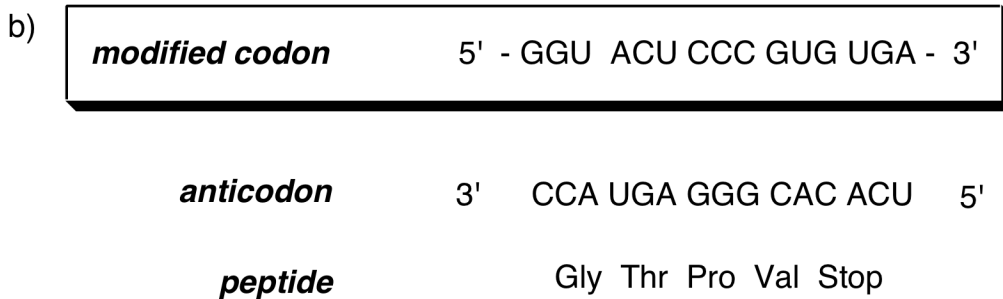 b)
modified codon 5' - GGU ACU CCC GUG UGA - 3'
anticodon 3' CCA UGA GGG CAC ACU 5'
peptide Gly Thr Pro Val Stop